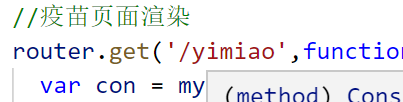 //疫苗页面渲染
router.get('/yimiao',function
var con = my
(method) Cons